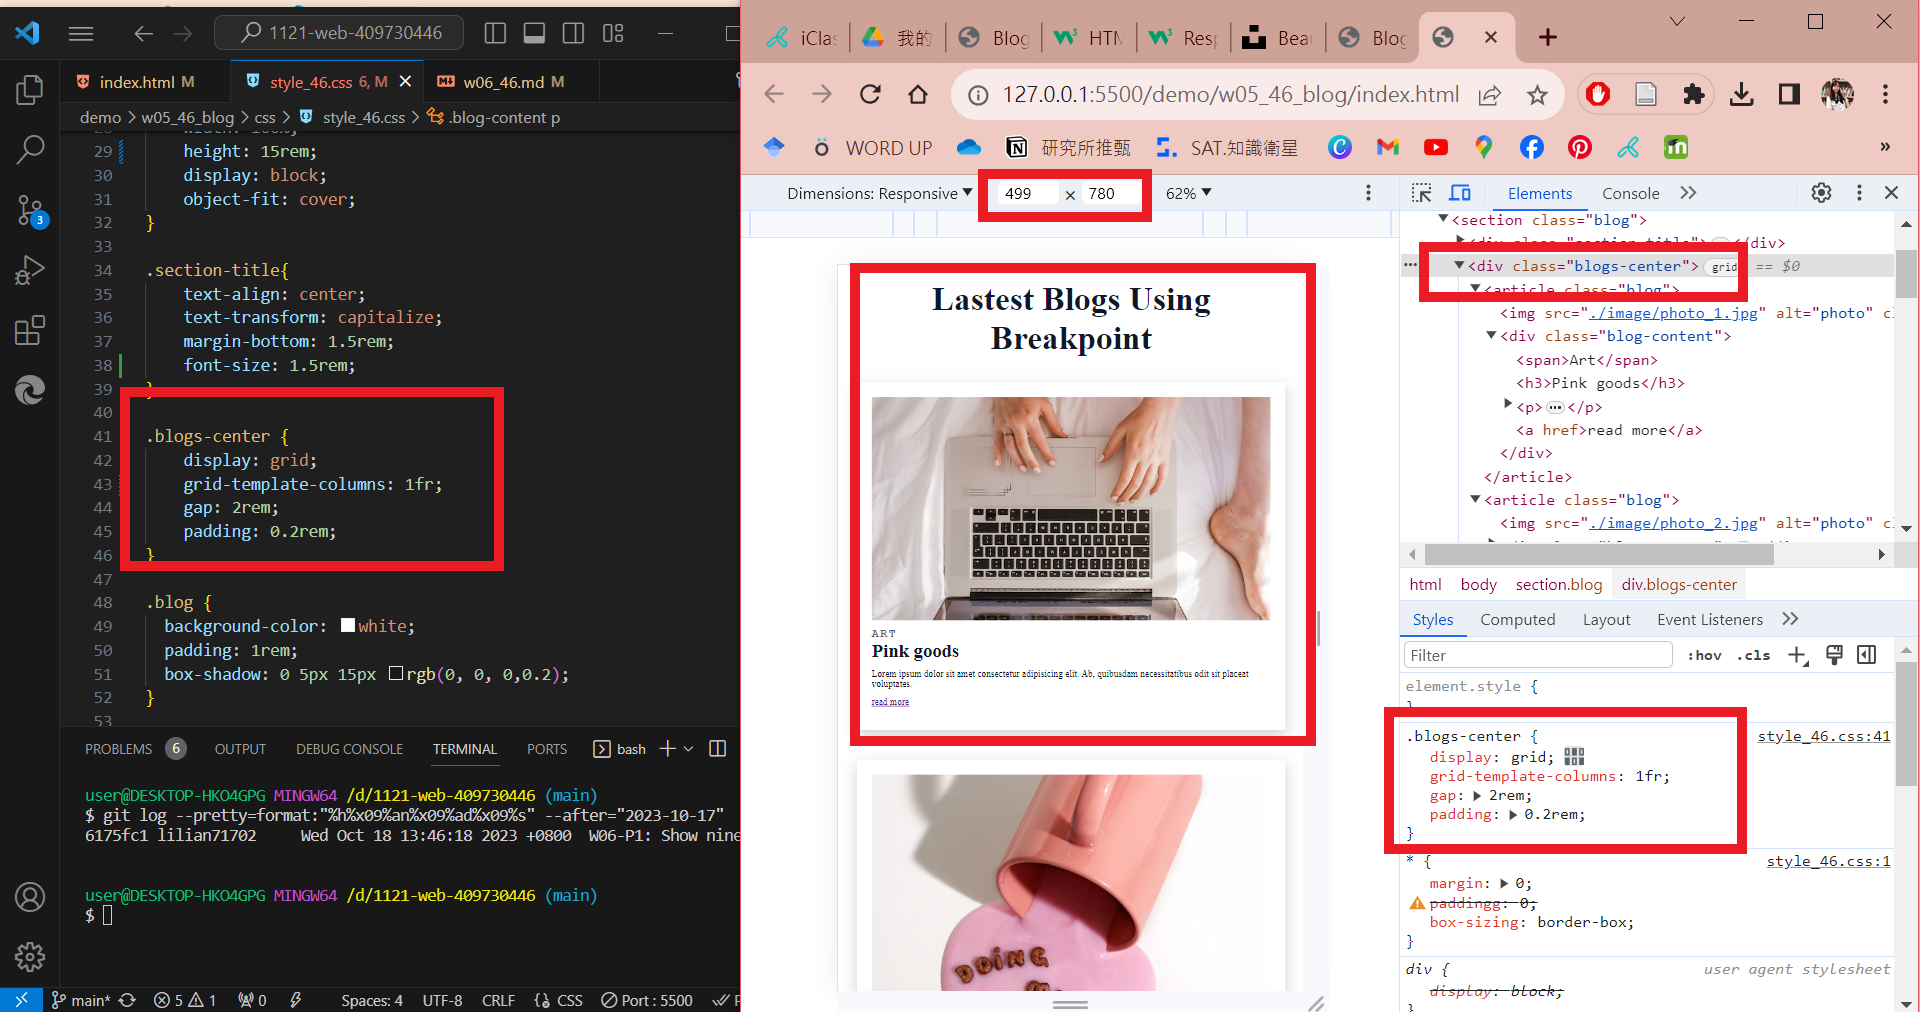 1121-web-409730446
index.html M
style_46.css 6, M
w06_46.md M
demo > w05_46_blog > css > style_46.css > .blog-content p
29 height: 15rem;
30 display: block;
31 object-fit: cover;
32 }
33
34 .section-title{
35 text-align: center;
36 text-transform: capitalize;
37 margin-bottom: 1.5rem;
38 font-size: 1.5rem;
39 }
40
41 .blogs-center {
42 display: grid;
43 grid-template-columns: 1fr;
44 gap: 2rem;
45 padding: 0.2rem;
46 }
47
48 .blog {
49 background-color: white;
50 padding: 1rem;
51 box-shadow: 0 5px 15px rgb(0, 0, 0,0.2);
52 }
53
3
PROBLEMS 6 OUTPUT DEBUG CONSOLE TERMINAL PORTS bash
user@DESKTOP-HKO4GPG MINGW64 /d/1121-web-409730446 (main)
$ git log --pretty=format:"%h%x09%an%x09%ad%x09%s" --after="2023-10-17"
6175fc1 lilian71702 Wed Oct 18 13:46:18 2023 +0800 W06-P1: Show nine
user@DESKTOP-HKO4GPG MINGW64 /d/1121-web-409730446 (main)
$
main* 5 1 0 Spaces: 4 UTF-8 CRLF CSS Port : 5500
iClas
我的
Blog
HTM
Resp
Beau
Blog
127.0.0.1:5500/demo/w05_46_blog/index.html
WORD UP
研究所推甄
SAT.知識衛星
Dimensions: Responsive 499 × 780 62%
Lastest Blogs Using
Breakpoint
ART
Pink goods
Lorem ipsum dolor sit amet consectetur adipisicing elit. Ab, quibusdam necessitatibus odit sit placeat
voluptates.
read more
DOING
Elements Console
<section class="blog">
<div class="section-title"> … </div>
<div class="blogs-center"> grid == $0
<article class="blog">
<img src="./image/photo_1.jpg" alt="photo" cl
<div class="blog-content">
<span>Art</span>
<h3>Pink goods</h3>
<p> … </p>
<a href>read more</a>
</div>
</article>
<article class="blog">
<img src="./image/photo_2.jpg" alt="photo" cl
html body section.blog div.blogs-center
Styles Computed Layout Event Listeners
Filter :hov .cls
element.style {
}
.blogs-center { style_46.css:41
display: grid;
grid-template-columns: 1fr;
gap: 2rem;
padding: 0.2rem;
}
* { style_46.css:1
margin: 0;
paddingg: 0;
box-sizing: border-box;
}
div { user agent stylesheet
display: block;
}